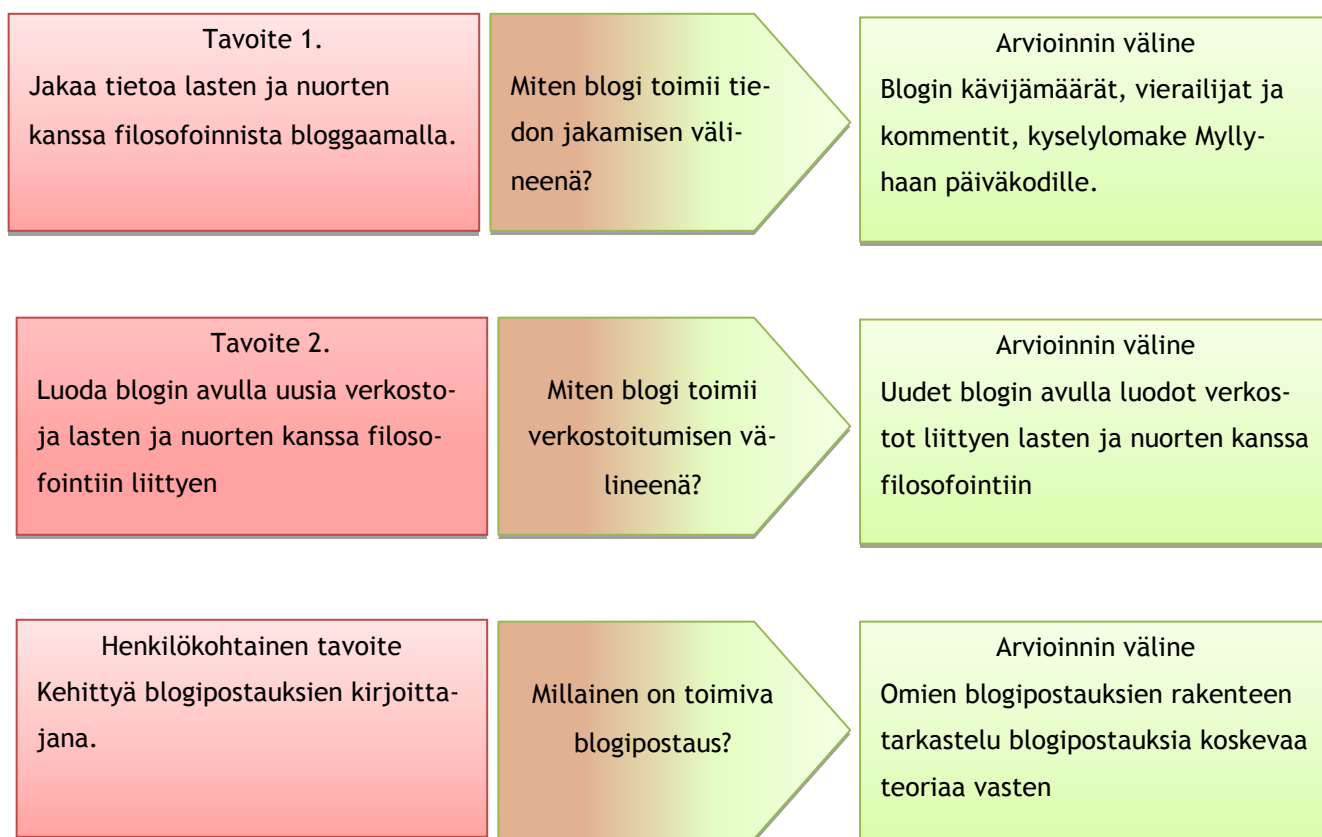 Tavoite 1.
Jakaa tietoa lasten ja nuorten
kanssa filosofoinnista bloggaamalla.
Miten blogi toimii tie-
don jakamisen väli-
neenä?
Arvioinnin väline
Blogin kävijämäärät, vierailijat ja
kommentit, kyselylomake Mylly-
haan päiväkodille.
Tavoite 2.
Luoda blogin avulla uusia verkosto-
ja lasten ja nuorten kanssa filoso-
fointiin liittyen
Miten blogi toimii
verkostoitumisen vä-
lineenä?
Arvioinnin väline
Uudet blogin avulla luodot verkos-
tot liittyen lasten ja nuorten kanssa
filosofointiin
Henkilökohtainen tavoite
Kehittyä blogipostauksien kirjoitta-
jana.
Millainen on toimiva
blogipostaus?
Arvioinnin väline
Omien blogipostauksien rakenteen
tarkastelu blogipostauksia koskevaa
teoriaa vasten